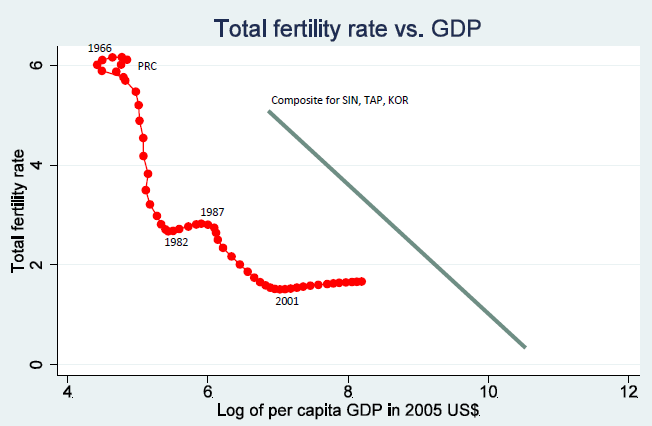 Total fertility rate vs. GDP
1966
PRC
Composite for SIN, TAP, KOR
1987
1982
2001
Total fertility rate
6
4
2
0
4
6
8
10
12
Log of per capita GDP in 2005 US$